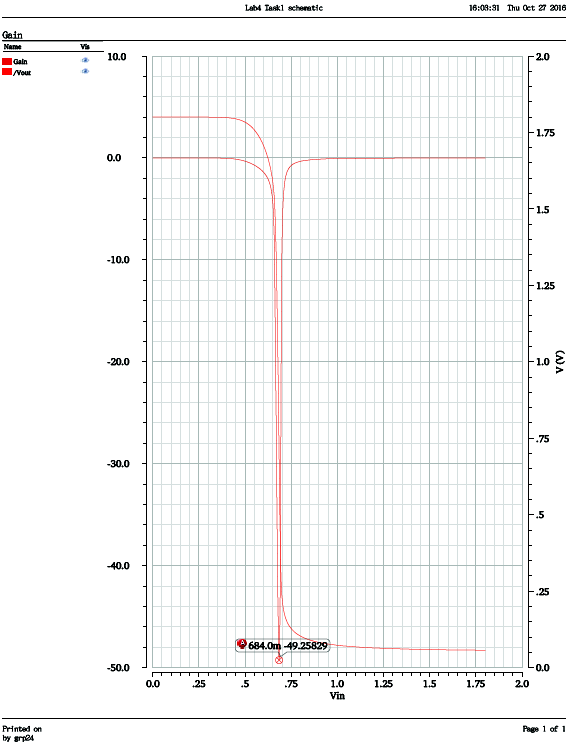 Lab4 Task1 schematic
16:03:31 Thu Oct 27 2016
Gain
Name Vis
Gain
/Vout
10.0
0.0
-10.0
-20.0
-30.0
-40.0
-50.0
2.0
1.75
1.5
1.25
1.0
.75
.5
.25
0.0
V (V)
684.0m -49.25829
0.0 .25 .5 .75 1.0 1.25 1.5 1.75 2.0
Vin
Printed on
by grp24
Page 1 of 1